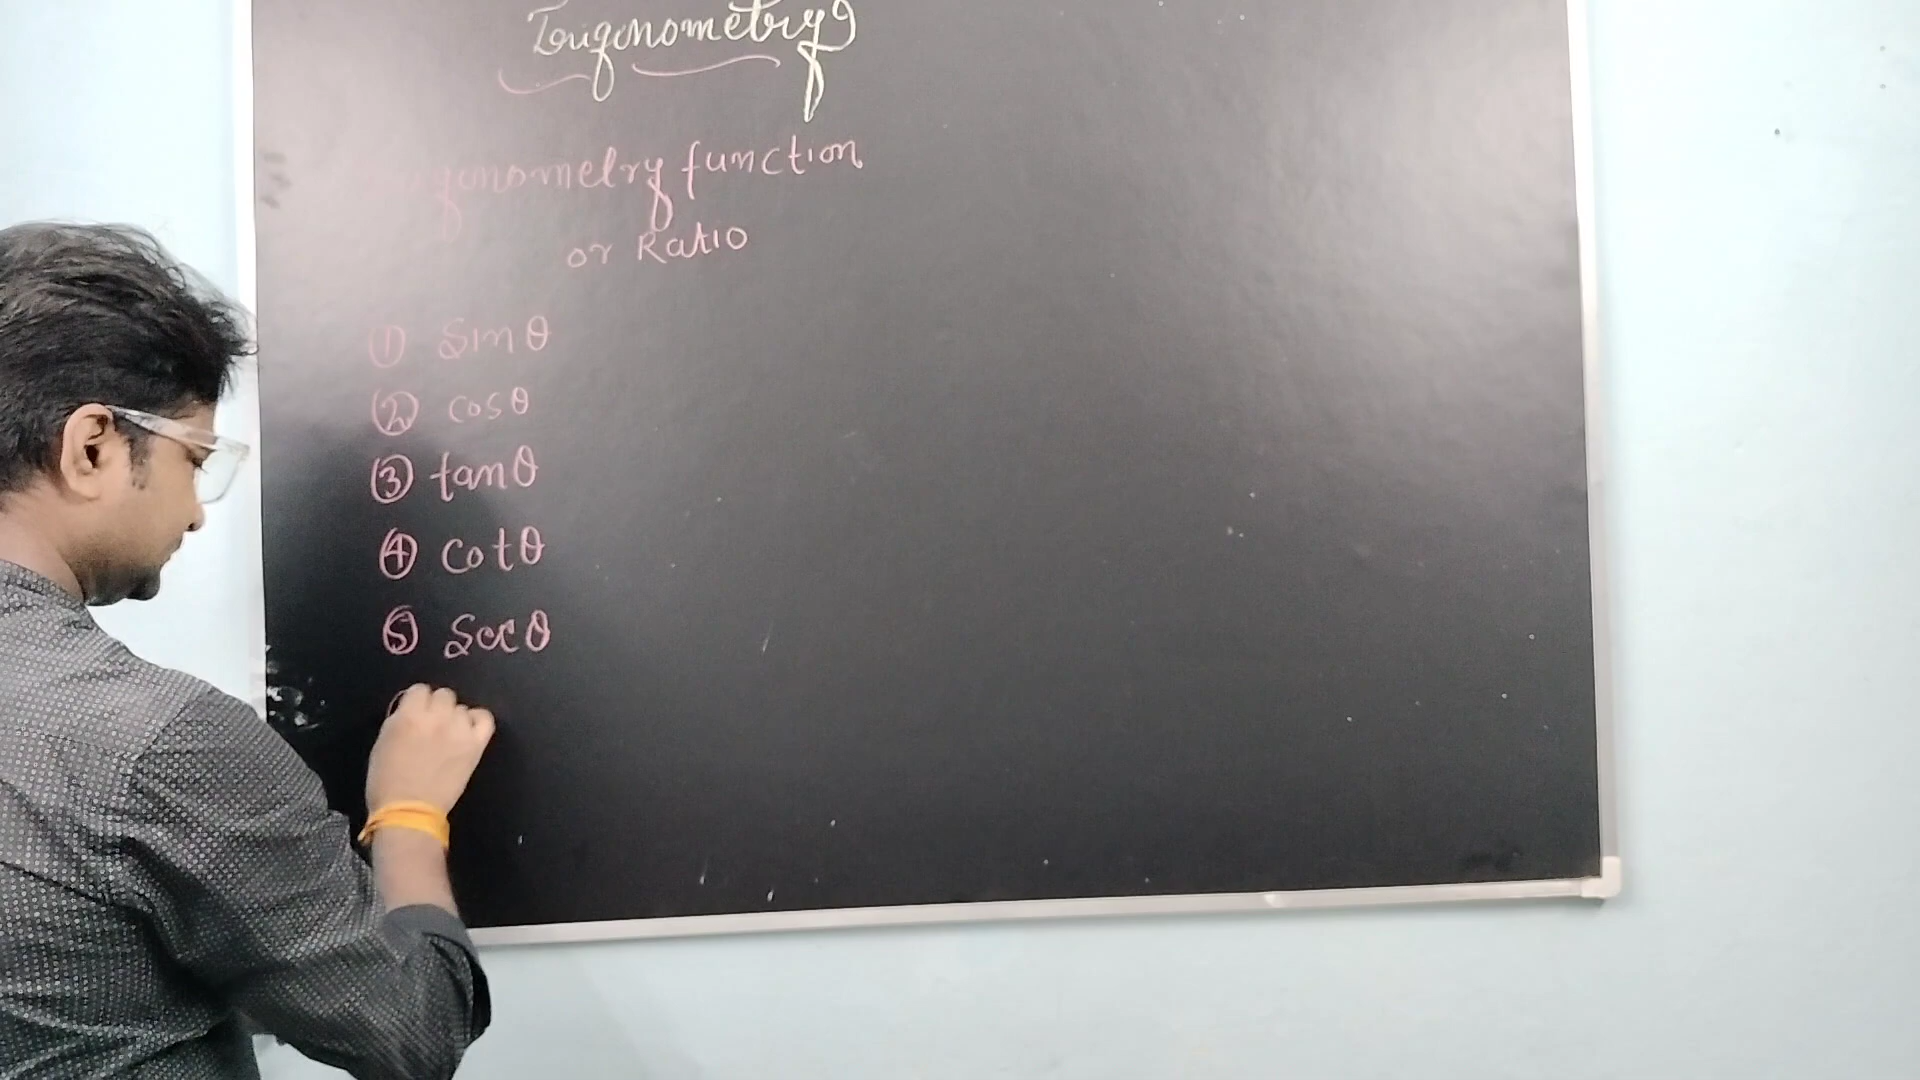 Trigonometry
Trigonometry function
or Ratio
① Sinθ
② cosθ
③ tanθ
④ Cotθ
⑤ Secθ